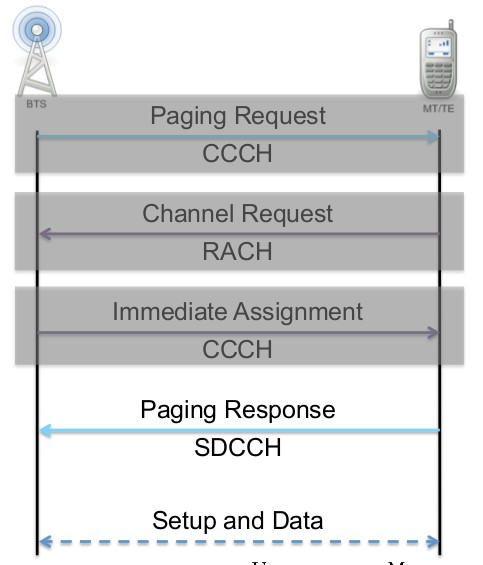 BTS
MT/TE
Paging Request
CCCH
Channel Request
RACH
Immediate Assignment
CCCH
Paging Response
SDCCH
Setup and Data